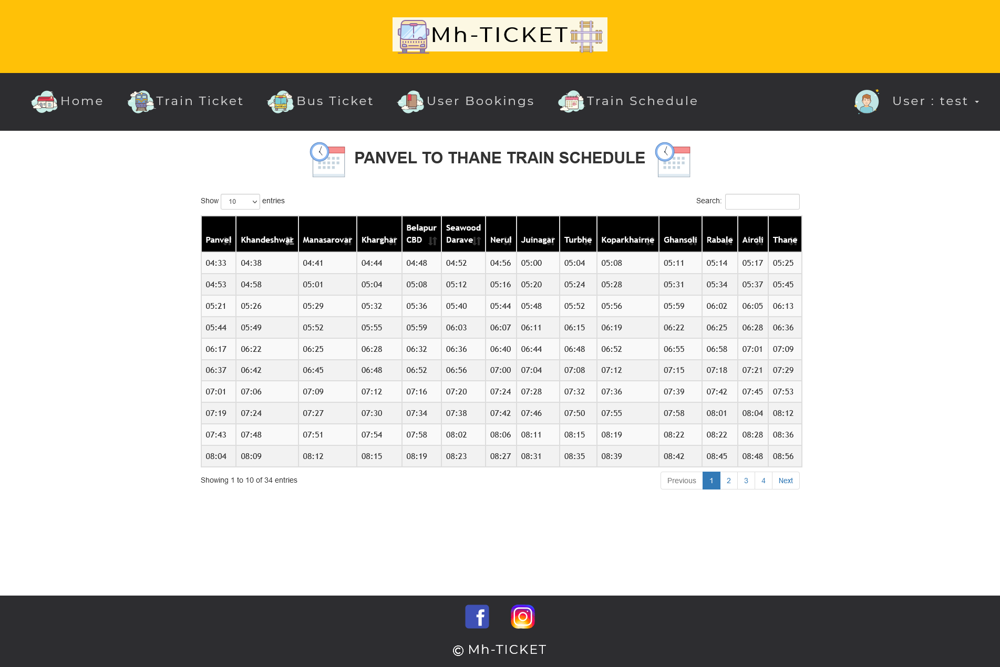 Mh-TICKET
Home Train Ticket Bus Ticket User Bookings Train Schedule User : test
PANVEL TO THANE TRAIN SCHEDULE
Show 10 entries Search:
Panvel Khandeshwar Manasarovar Kharghar Belapur CBD Seawood Darave Nerul Juinagar Turbhe Koparkhairne Ghansoli Rabale Airoli Thane
04:33 04:38 04:41 04:44 04:48 04:52 04:56 05:00 05:04 05:08 05:11 05:14 05:17 05:25
04:53 04:58 05:01 05:04 05:08 05:12 05:16 05:20 05:24 05:28 05:31 05:34 05:37 05:45
05:21 05:26 05:29 05:32 05:36 05:40 05:44 05:48 05:52 05:56 05:59 06:02 06:05 06:13
05:44 05:49 05:52 05:55 05:59 06:03 06:07 06:11 06:15 06:19 06:22 06:25 06:28 06:36
06:17 06:22 06:25 06:28 06:32 06:36 06:40 06:44 06:48 06:52 06:55 06:58 07:01 07:09
06:37 06:42 06:45 06:48 06:52 06:56 07:00 07:04 07:08 07:12 07:15 07:18 07:21 07:29
07:01 07:06 07:09 07:12 07:16 07:20 07:24 07:28 07:32 07:36 07:39 07:42 07:45 07:53
07:19 07:24 07:27 07:30 07:34 07:38 07:42 07:46 07:50 07:55 07:58 08:01 08:04 08:12
07:43 07:48 07:51 07:54 07:58 08:02 08:06 08:11 08:15 08:19 08:22 08:22 08:28 08:36
08:04 08:09 08:12 08:15 08:19 08:23 08:27 08:31 08:35 08:39 08:42 08:45 08:48 08:56
Showing 1 to 10 of 34 entries Previous 1 2 3 4 Next
© Mh-TICKET